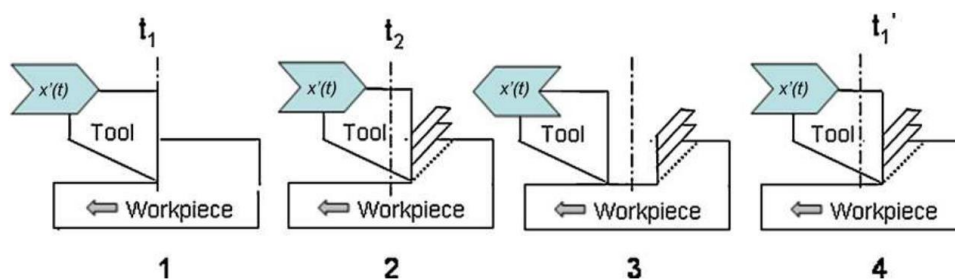 t₁
t₂
t₁'
x'(t)
x'(t)
x'(t)
x'(t)
Tool
Tool
Tool
Tool
Workpiece
Workpiece
Workpiece
Workpiece
1
2
3
4